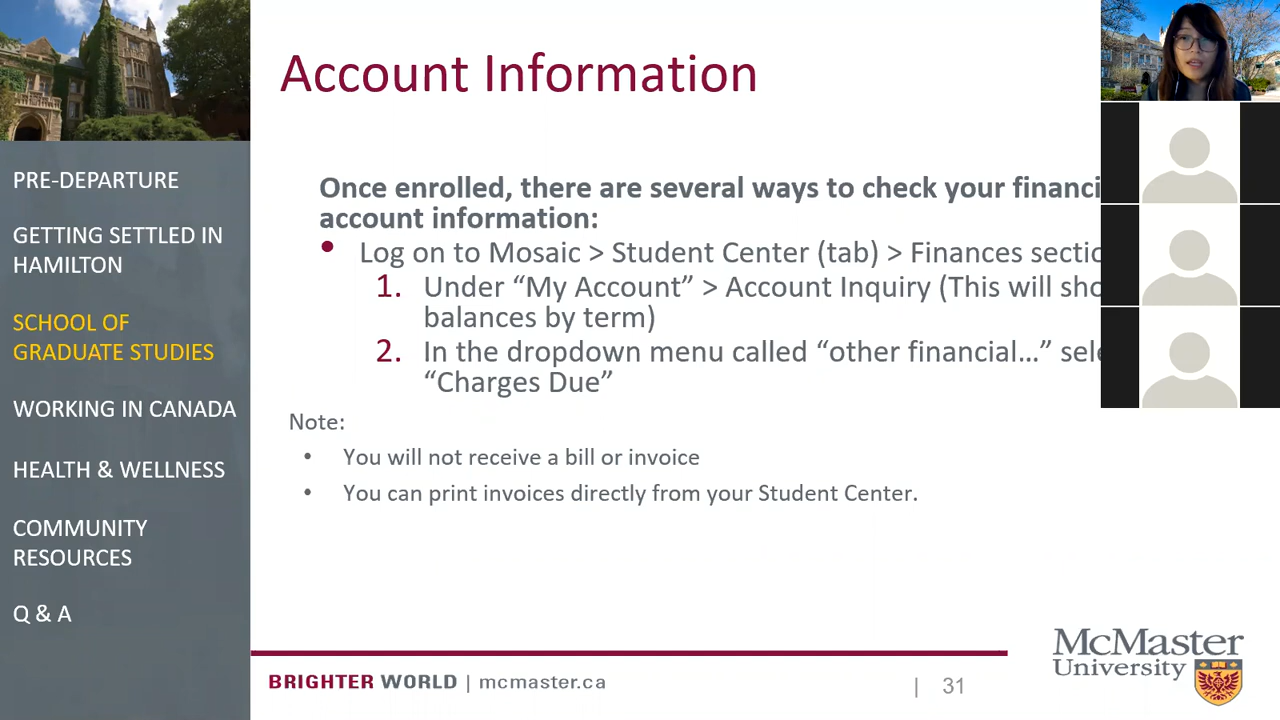 Account Information
PRE-DEPARTURE
GETTING SETTLED IN
HAMILTON
SCHOOL OF
GRADUATE STUDIES
WORKING IN CANADA
HEALTH & WELLNESS
COMMUNITY
RESOURCES
Q & A
Once enrolled, there are several ways to check your
account information:
• Log on to Mosaic > Student Center (tab) > Finances
1. Under “My Account” > Account Inquiry (This will
balances by term)
2. In the dropdown menu called “other financial...”
“Charges Due”
Note:
• You will not receive a bill or invoice
• You can print invoices directly from your Student Center.
BRIGHTER WORLD | mcmaster.ca
| 31
McMaster
University